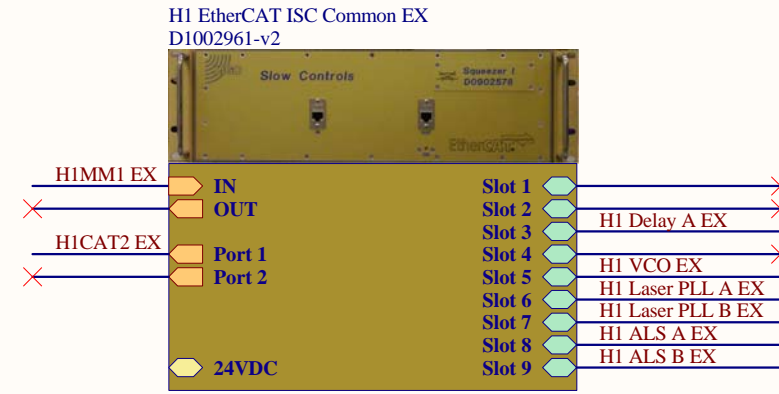 H1 EtherCAT ISC Common EX
D1002961-v2
Slow Controls
Squeezer 1
D0902578
EtherCAT
H1MM1 EX
IN
Slot 1
OUT
Slot 2
Slot 3
H1 Delay A EX
H1CAT2 EX
Port 1
Slot 4
Port 2
Slot 5
H1 VCO EX
Slot 6
H1 Laser PLL A EX
Slot 7
H1 Laser PLL B EX
Slot 8
H1 ALS A EX
24VDC
Slot 9
H1 ALS B EX